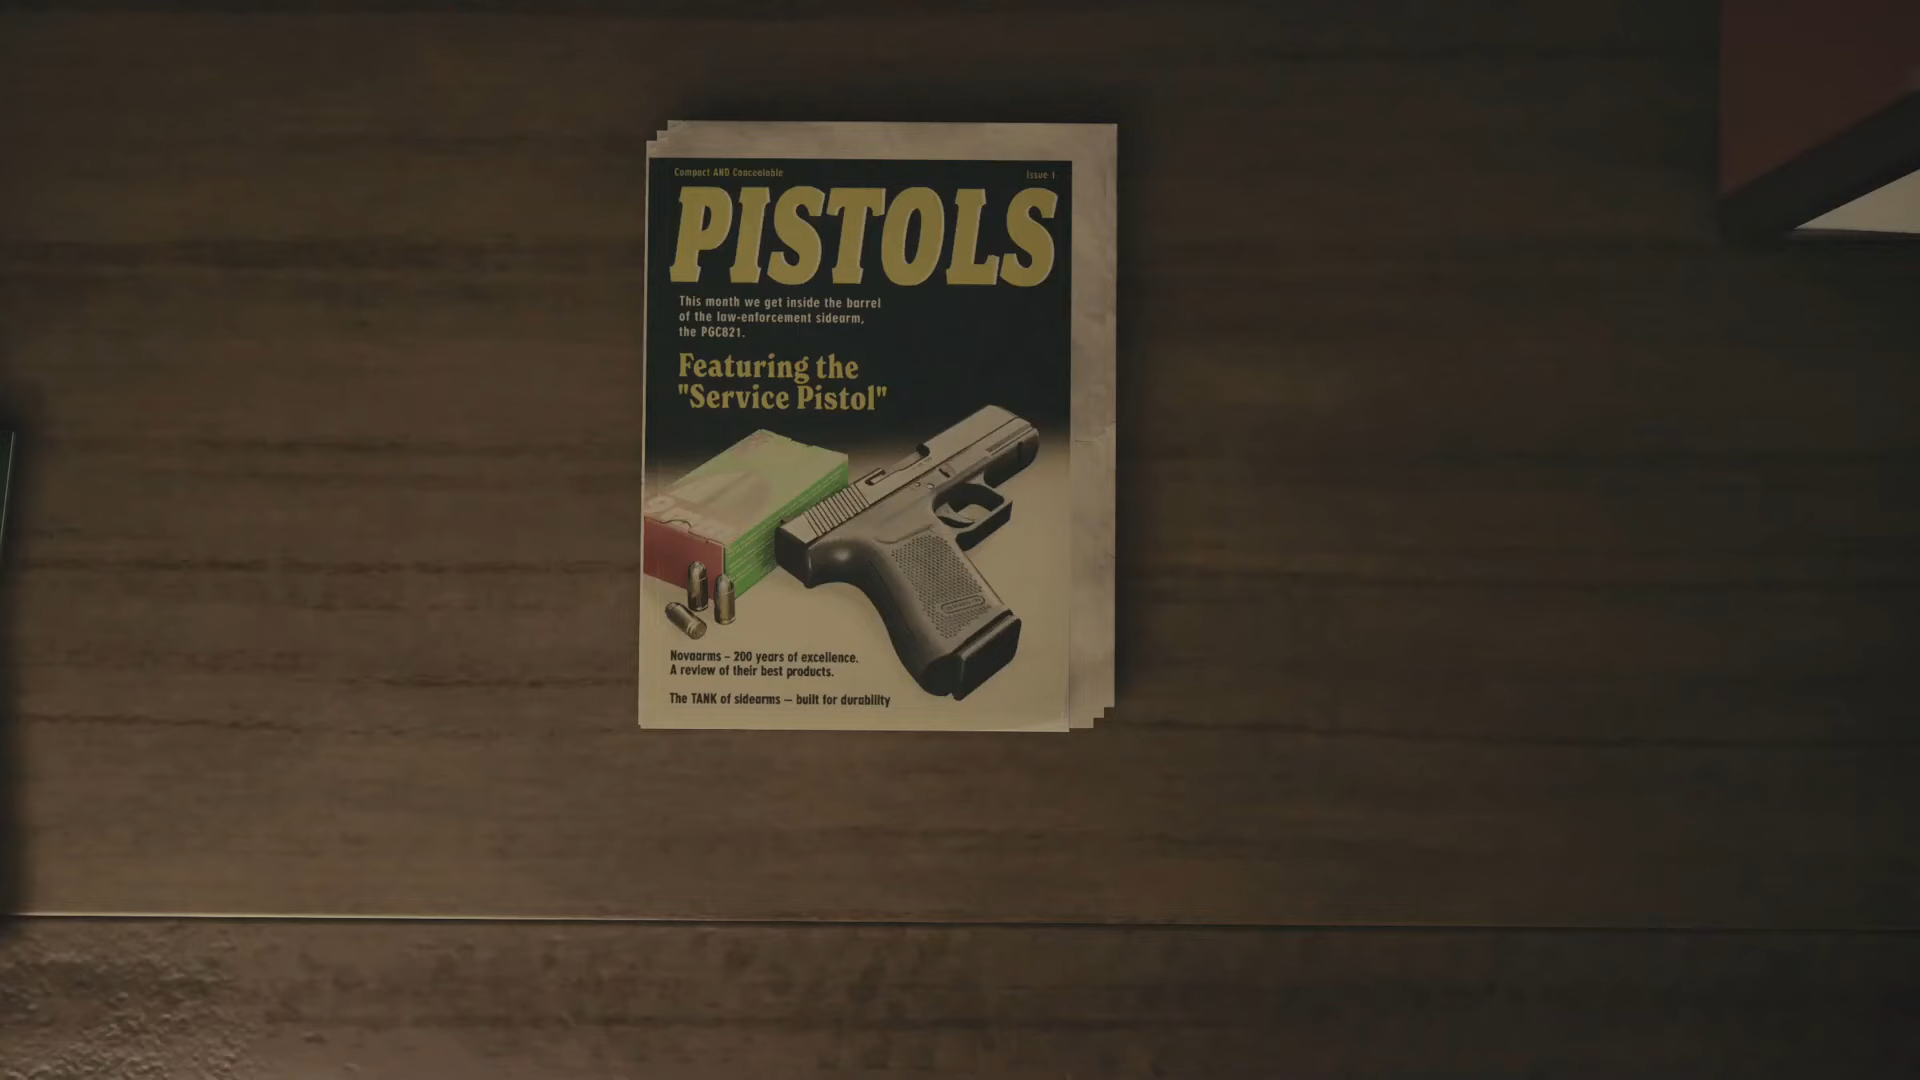 Compact AND Concealable
Issue 1
PISTOLS
This month we get inside the barrel
of the law-enforcement sidearm,
the PGC821.
Featuring the
"Service Pistol"
Novaarms – 200 years of excellence.
A review of their best products.
The TANK of sidearms – built for durability